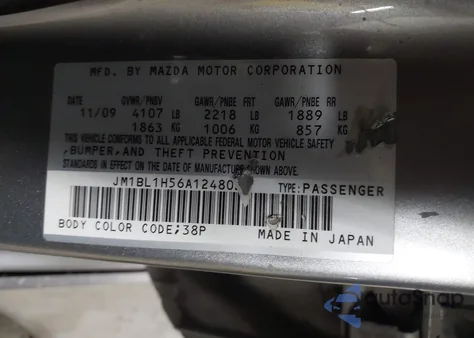 MFD. BY MAZDA MOTOR CORPORATION
DATE GVWR/PNBV GAWR/PNBE FRT GAWR/PNBE RR
11/09 4107 LB 2218 LB 1889 LB
1863 KG 1006 KG 857 KG
THIS VEHICLE CONFORMS TO ALL APPLICABLE FEDERAL MOTOR VEHICLE SAFETY
,BUMPER,AND THEFT PREVENTION
STANDARDS IN EFFECT ON THE DATE OF MANUFACTURE SHOWN ABOVE.
TYPE:PASSENGER
BODY COLOR CODE;38P MADE IN JAPAN
autoSnap